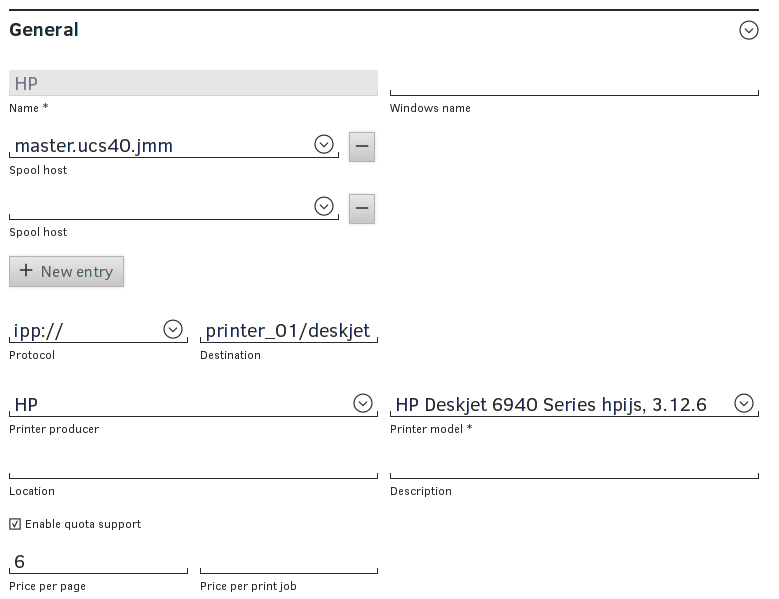 General
HP
Name *
Windows name
master.ucs40.jmm
Spool host
Spool host
+ New entry
ipp://
printer_01/deskjet
Protocol
Destination
HP
HP Deskjet 6940 Series hpijs, 3.12.6
Printer producer
Printer model *
Location
Description
Enable quota support
6
Price per page
Price per print job